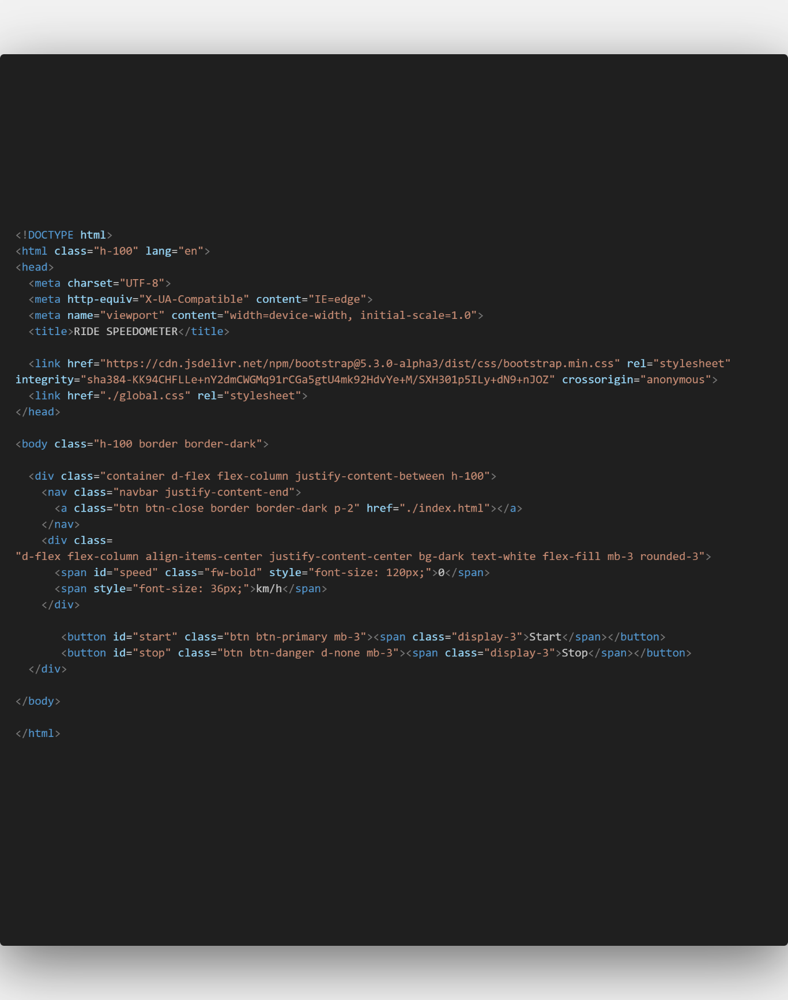 <!DOCTYPE html>
<html class="h-100" lang="en">
<head>
  <meta charset="UTF-8">
  <meta http-equiv="X-UA-Compatible" content="IE=edge">
  <meta name="viewport" content="width=device-width, initial-scale=1.0">
  <title>RIDE SPEEDOMETER</title>

  <link href="https://cdn.jsdelivr.net/npm/bootstrap@5.3.0-alpha3/dist/css/bootstrap.min.css" rel="stylesheet"
integrity="sha384-KK94CHFLLe+nY2dmCWGMq91rCGa5gtU4mk92HdvYe+M/SXH301p5ILy+dN9+nJOZ" crossorigin="anonymous">
  <link href="./global.css" rel="stylesheet">
</head>

<body class="h-100 border border-dark">

  <div class="container d-flex flex-column justify-content-between h-100">
    <nav class="navbar justify-content-end">
      <a class="btn btn-close border border-dark p-2" href="./index.html"></a>
    </nav>
    <div class=
"d-flex flex-column align-items-center justify-content-center bg-dark text-white flex-fill mb-3 rounded-3">
      <span id="speed" class="fw-bold" style="font-size: 120px;">0</span>
      <span style="font-size: 36px;">km/h</span>
    </div>

       <button id="start" class="btn btn-primary mb-3"><span class="display-3">Start</span></button>
       <button id="stop" class="btn btn-danger d-none mb-3"><span class="display-3">Stop</span></button>
  </div>

</body>

</html>